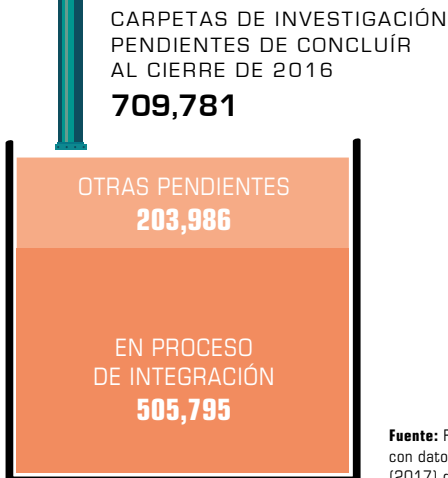 CARPETAS DE INVESTIGACIÓN
PENDIENTES DE CONCLUÍR
AL CIERRE DE 2016
709,781
OTRAS PENDIENTES
203,986
EN PROCESO
DE INTEGRACIÓN
505,795
Fuente:
con dato
(2017)